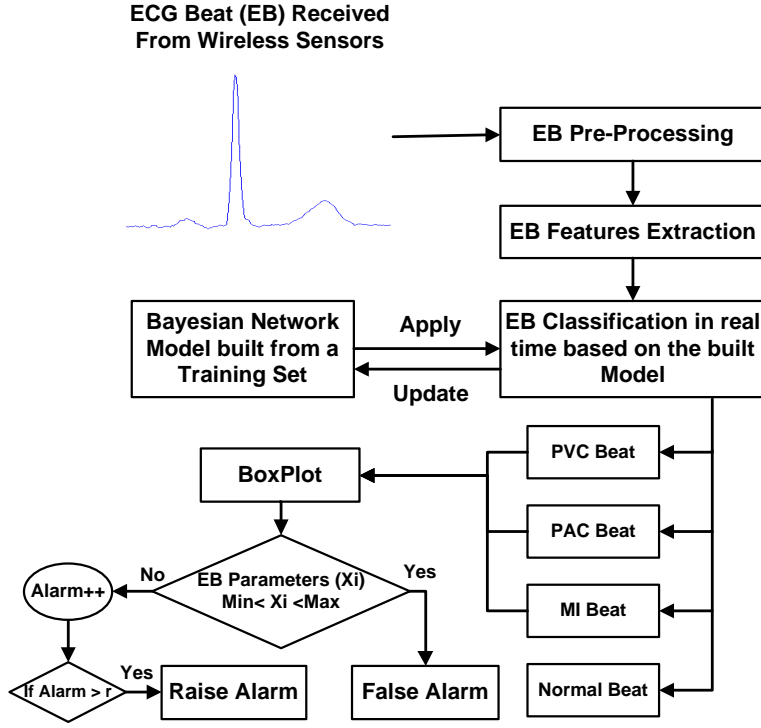 ECG Beat (EB) Received
From Wireless Sensors
EB Pre-Processing
EB Features Extraction
Bayesian Network
Model built from a
Training Set
Apply
Update
EB Classification in real
time based on the built
Model
PVC Beat
PAC Beat
MI Beat
Normal Beat
BoxPlot
EB Parameters (Xi)
Min< Xi <Max
No
Yes
Alarm++
If Alarm > r
Yes
Raise Alarm
False Alarm